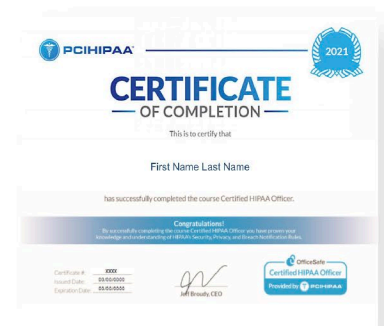 PCIHIPAA
2021
CERTIFICATE
OF COMPLETION
This is to certify that
First Name Last Name
has successfully completed the course Certified HIPAA Officer.
Congratulations!
By successfully completing the course Certified HIPAA Officer you have proven your
knowledge and understanding of HIPAA's Security, Privacy and Breach Notification Rules.
Certificate #: XXXX
Issued Date:
Expiration Date:
Jeff Broudy, CEO
OfficeSafe
Certified HIPAA Officer
Provided by PCIHIPAA